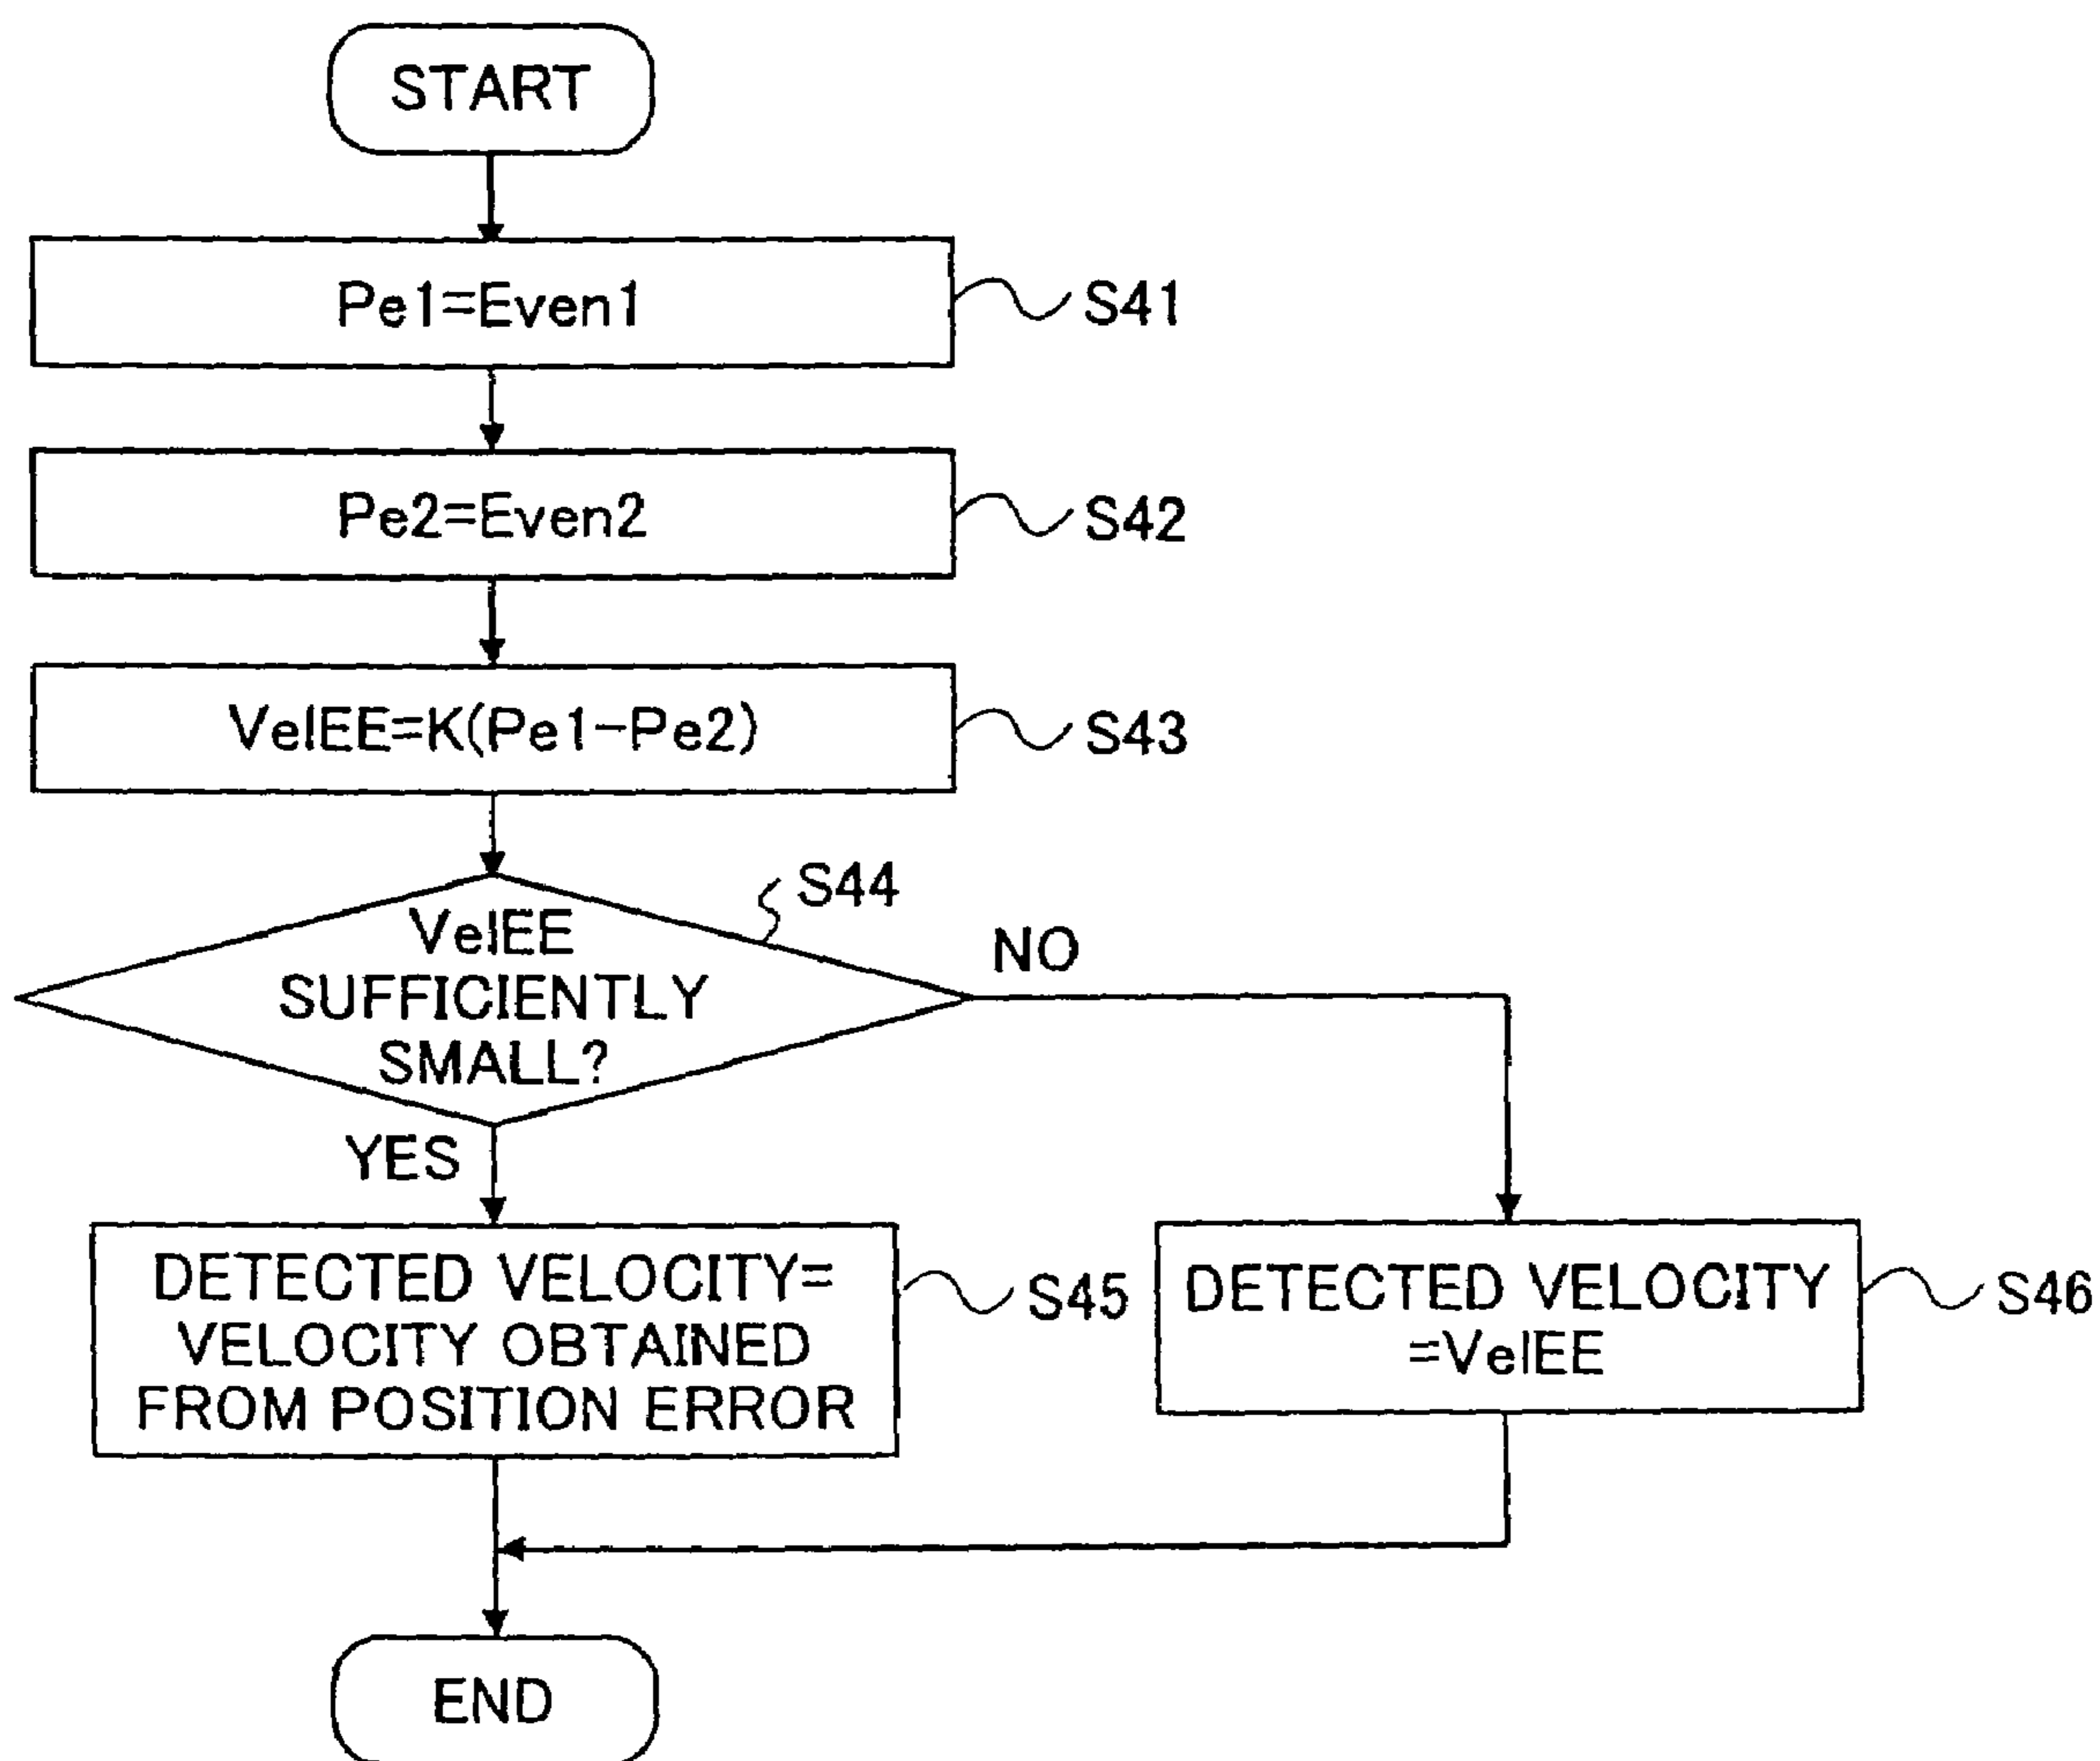 START
Pe1=Even1
S41
Pe2=Even2
S42
VelEE=K(Pe1-Pe2)
S43
S44
VelEE
SUFFICIENTLY
SMALL?
NO
YES
DETECTED VELOCITY=
VELOCITY OBTAINED
FROM POSITION ERROR
S45
DETECTED VELOCITY
=VelEE
S46
END